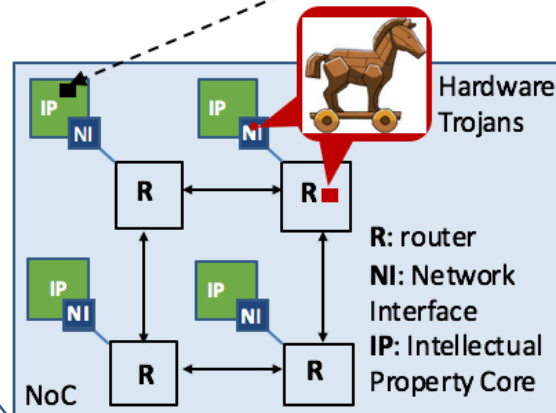 IP
NI
IP
NI
Hardware
Trojans
R
R
R: router
NI: Network
Interface
IP: Intellectual
Property Core
IP
NI
IP
NI
R
R
NoC